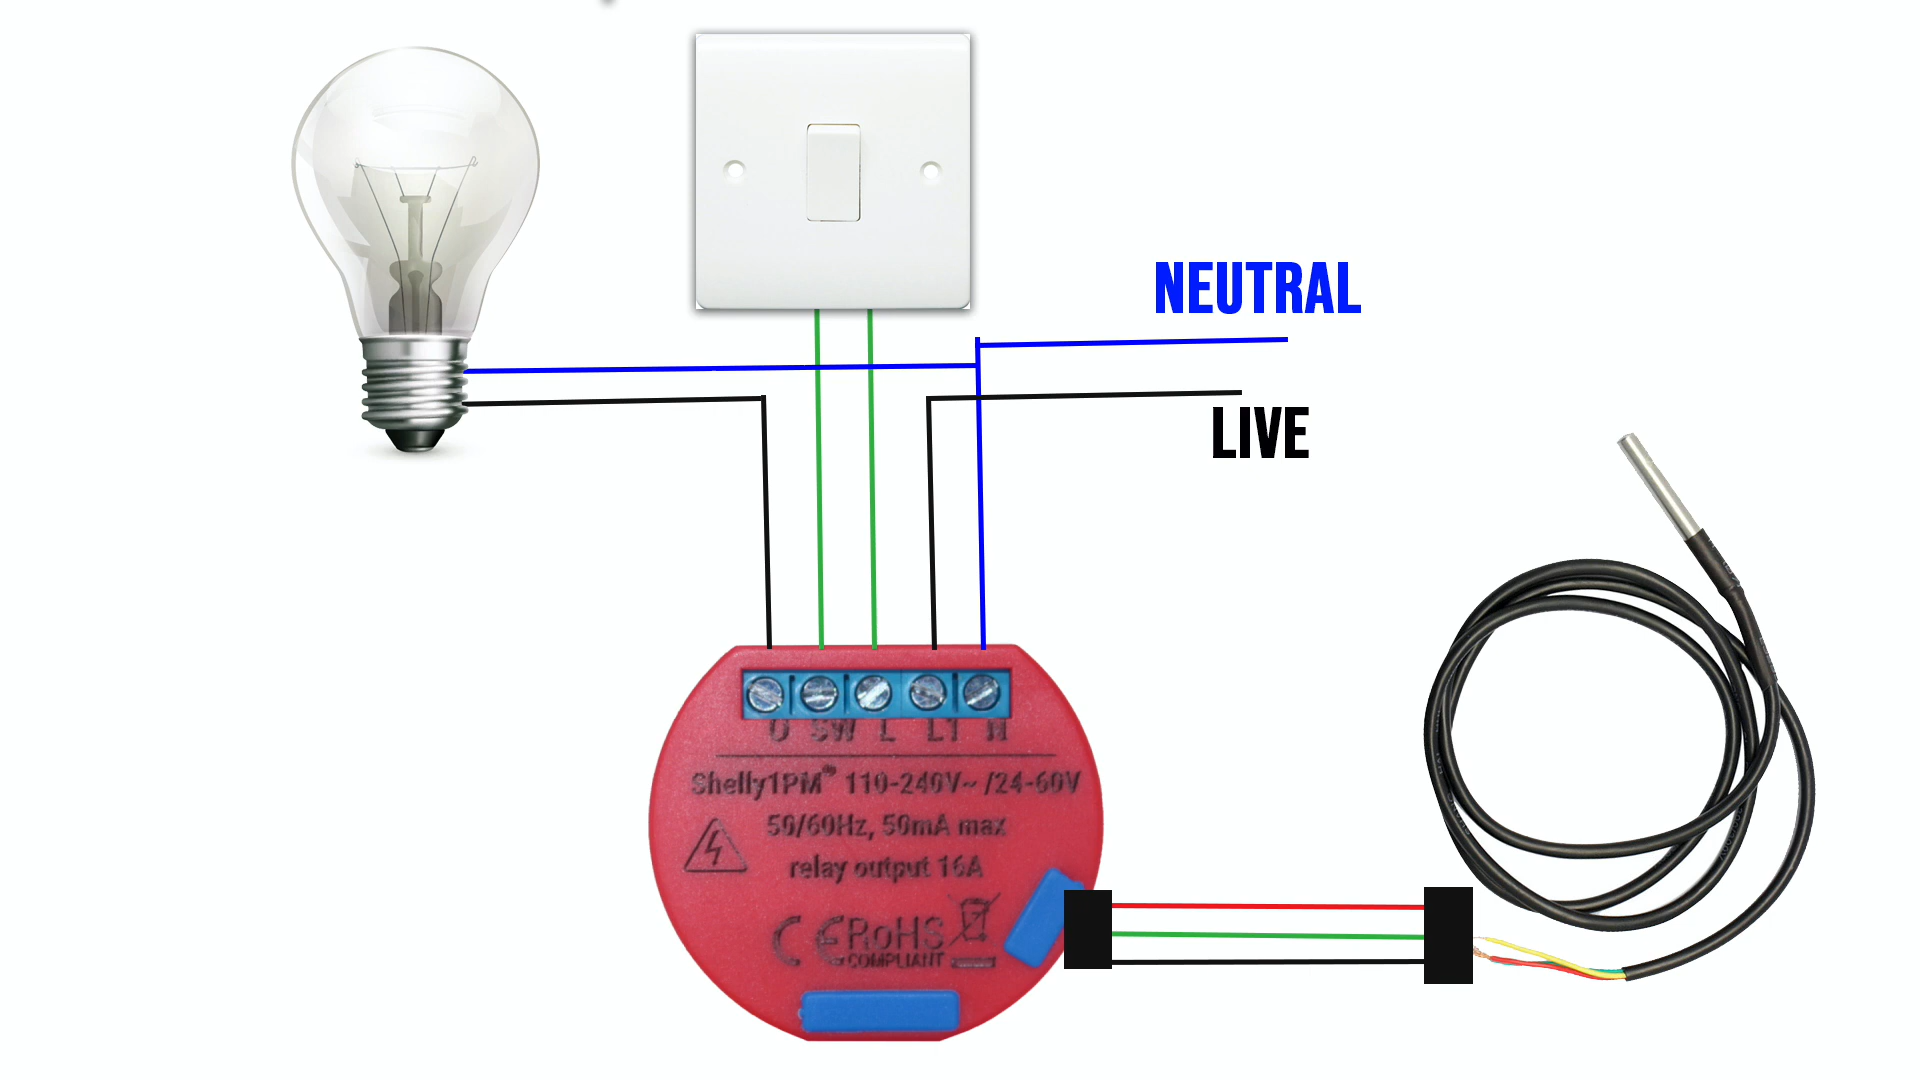 NEUTRAL
LIVE
O SW L L1 N
Shelly1PM 110-240V~ /24-60V
50/60Hz, 50mA max
relay output 16A
CE RoHS
COMPLIANT